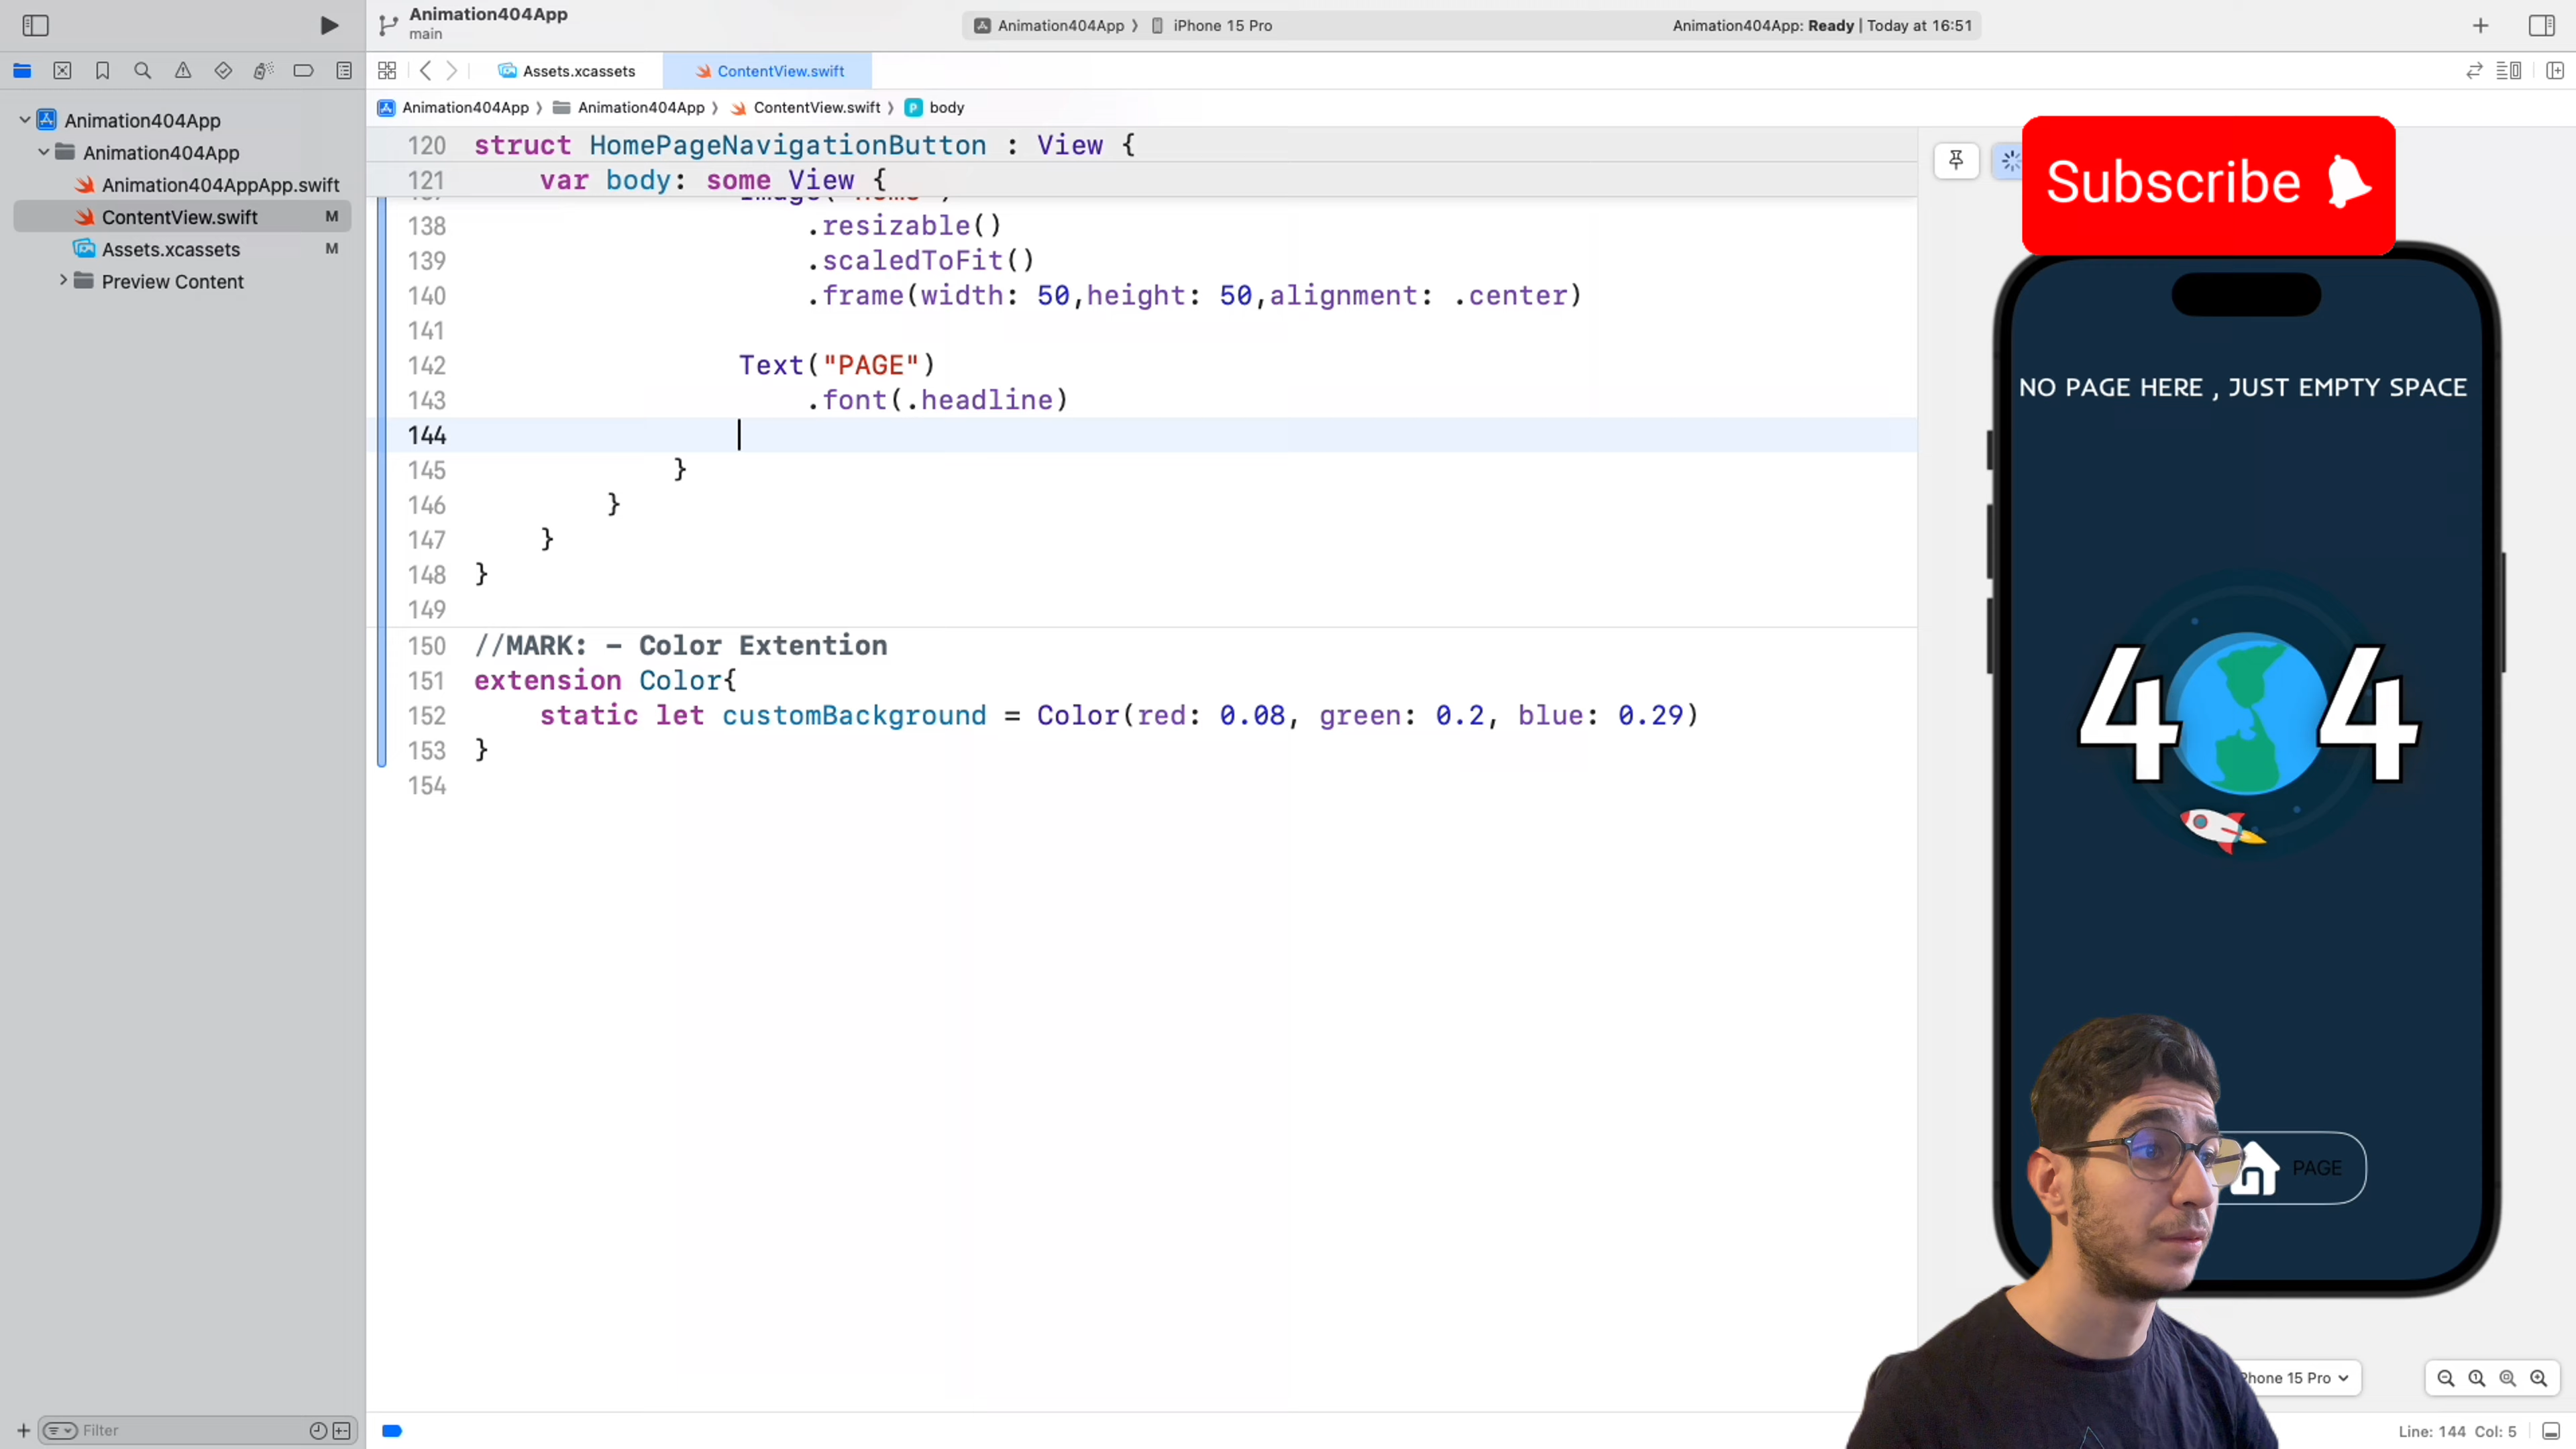 Animation404App
main
Animation404App ⟩ iPhone 15 Pro
Animation404App: Ready | Today at 16:51
Assets.xcassets
ContentView.swift
Animation404App ⟩ Animation404App ⟩ ContentView.swift ⟩ P body
Animation404App
Animation404App
Animation404AppApp.swift
ContentView.swift M
Assets.xcassets M
Preview Content
120 struct HomePageNavigationButton : View {
121 var body: some View {
138 .resizable()
139 .scaledToFit()
140 .frame(width: 50,height: 50,alignment: .center)
141
142 Text("PAGE")
143 .font(.headline)
144
145 }
146 }
147 }
148 }
149
150 //MARK: - Color Extention
151 extension Color{
152 static let customBackground = Color(red: 0.08, green: 0.2, blue: 0.29)
153 }
154
Subscribe
NO PAGE HERE , JUST EMPTY SPACE
4 4
PAGE
Phone 15 Pro
Filter
Line: 144 Col: 5